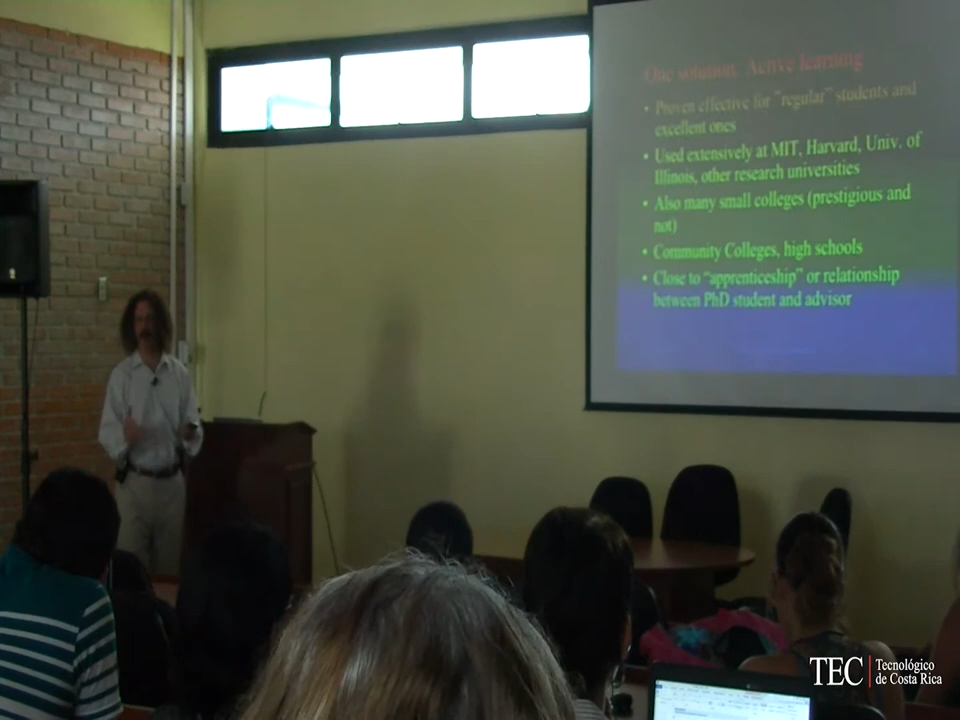 One solution: Active learning
• Proven effective for "regular" students and
excellent ones
• Used extensively at MIT, Harvard, Univ. of
Illinois, other research universities
• Also many small colleges (prestigious and
not)
• Community Colleges, high schools
• Close to “apprenticeship” or relationship
between PhD student and advisor
TEC | Tecnológico
de Costa Rica